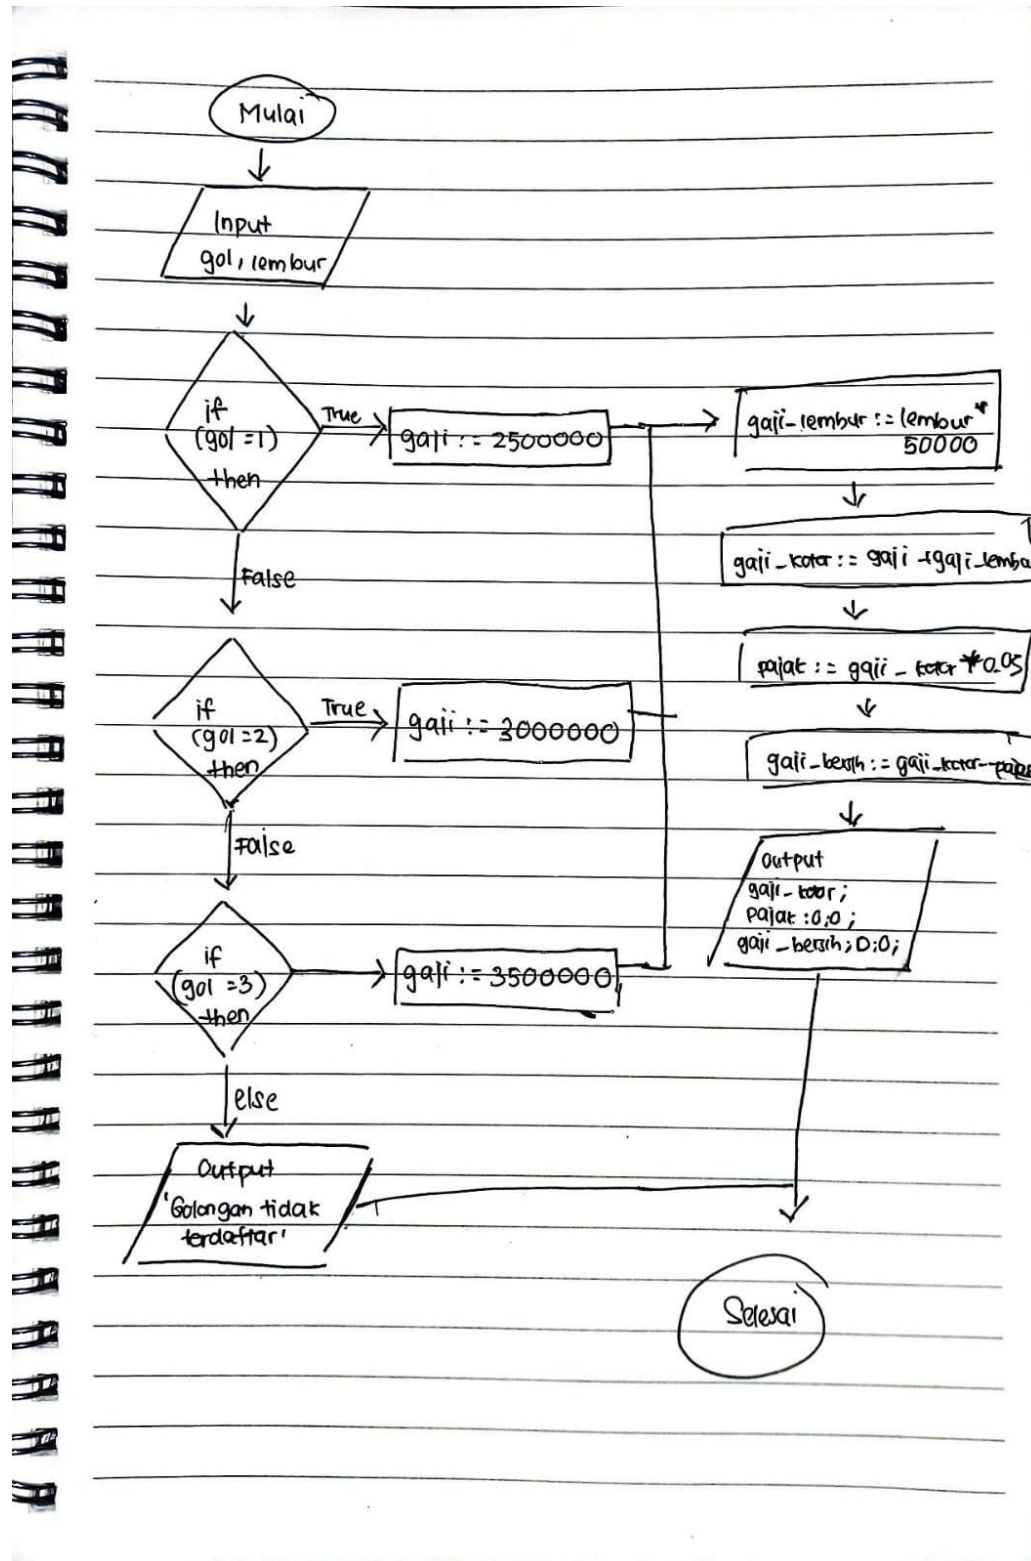 Mulai
Input
gol, lembur
if
(gol =1)
then
True
gaji := 2500000
gaji_lembur := lembur *
50000
False
gaji_kotor := gaji + gaji_lembu
pajak := gaji_kotor * 0.05
if
(gol =2)
then
True
gaji := 3000000
gaji_bersih := gaji_kotor - paja
False
Output
gaji_kotor;
Pajak :0:0;
gaji_bersih; 0:0;
if
(gol =3)
then
gaji := 3500000
else
Output
'Golongan tidak
terdaftar'
Selesai